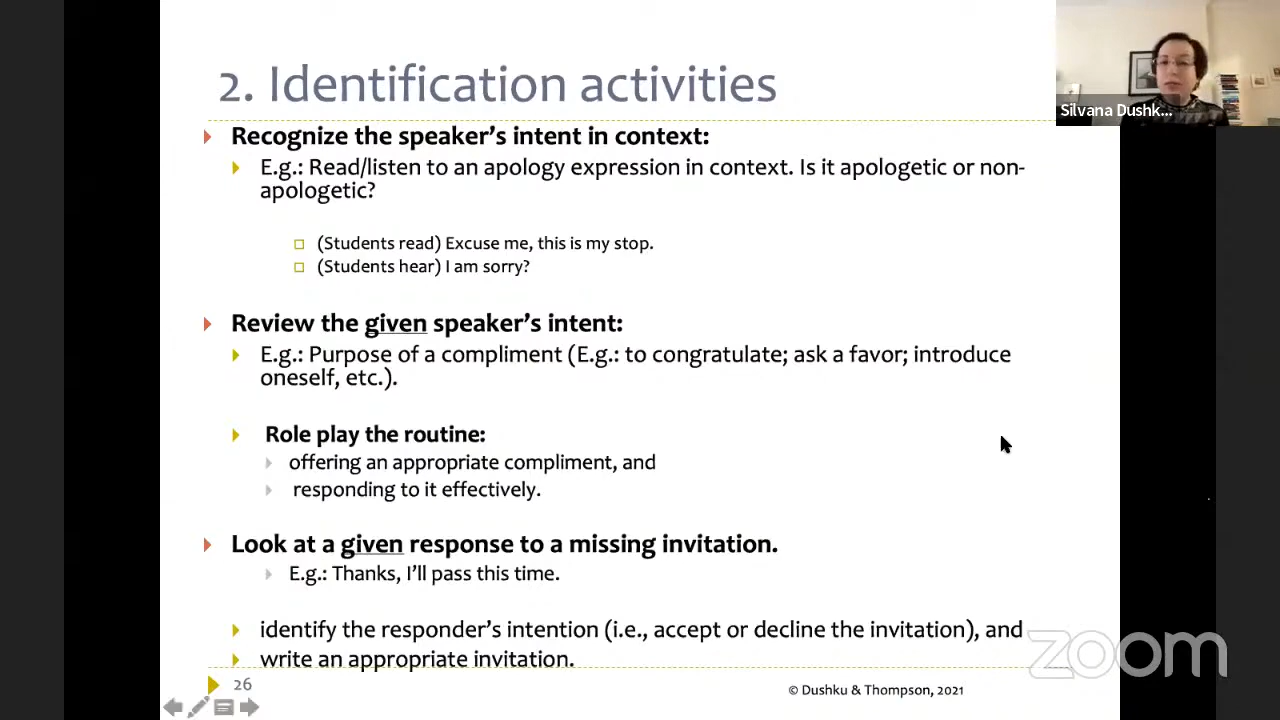 2. Identification activities
Silvana Dushk...
Recognize the speaker's intent in context:
E.g.: Read/listen to an apology expression in context. Is it apologetic or non-
apologetic?
(Students read) Excuse me, this is my stop.
(Students hear) I am sorry?
Review the given speaker's intent:
E.g.: Purpose of a compliment (E.g.: to congratulate; ask a favor; introduce
oneself, etc.).
Role play the routine:
offering an appropriate compliment, and
responding to it effectively.
Look at a given response to a missing invitation.
E.g.: Thanks, I'll pass this time.
identify the responder's intention (i.e., accept or decline the invitation), and
write an appropriate invitation.
26
© Dushku & Thompson, 2021
zoom